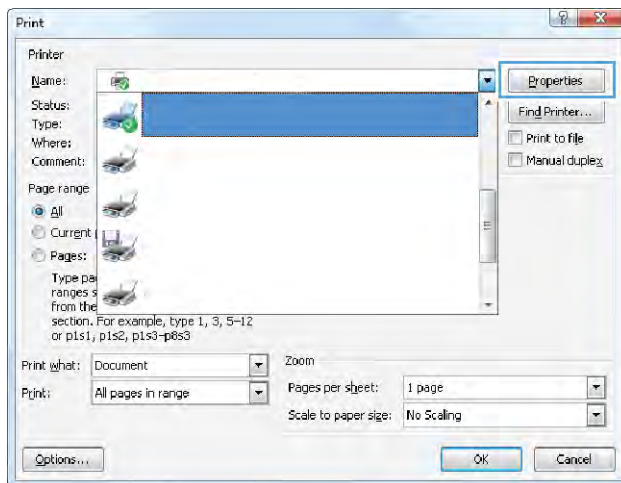 Print
Printer
Name:
Properties
Status:
Find Printer...
Type:
Print to file
Where:
Manual duplex
Comment:
Page range
All
Current
Pages:
Type
ranges
from the
section. For example, type 1, 3, 5–12
or p1s1, p1s2, p1s3–p8s3
Print what: Document
Zoom
Print: All pages in range
Pages per sheet: 1 page
Scale to paper size: No Scaling
Options...
OK
Cancel